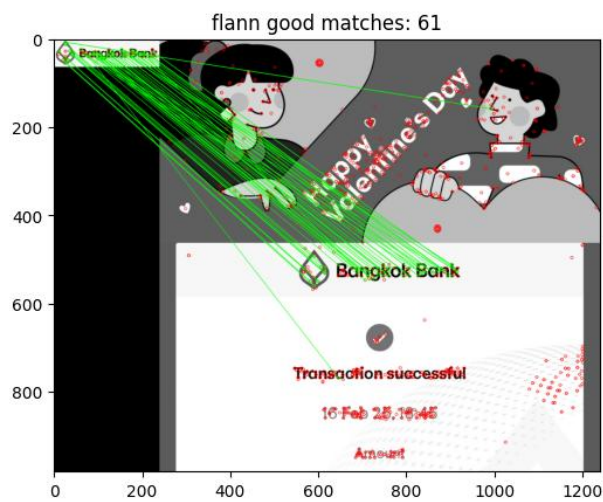 flann good matches: 61
0
200
400
600
800
0
200
400
600
800
1000
1200
Bangkok Bank
Happy
Valentine's Day
Bangkok Bank
Transaction successful
16 Feb 25, 16:45
Amount